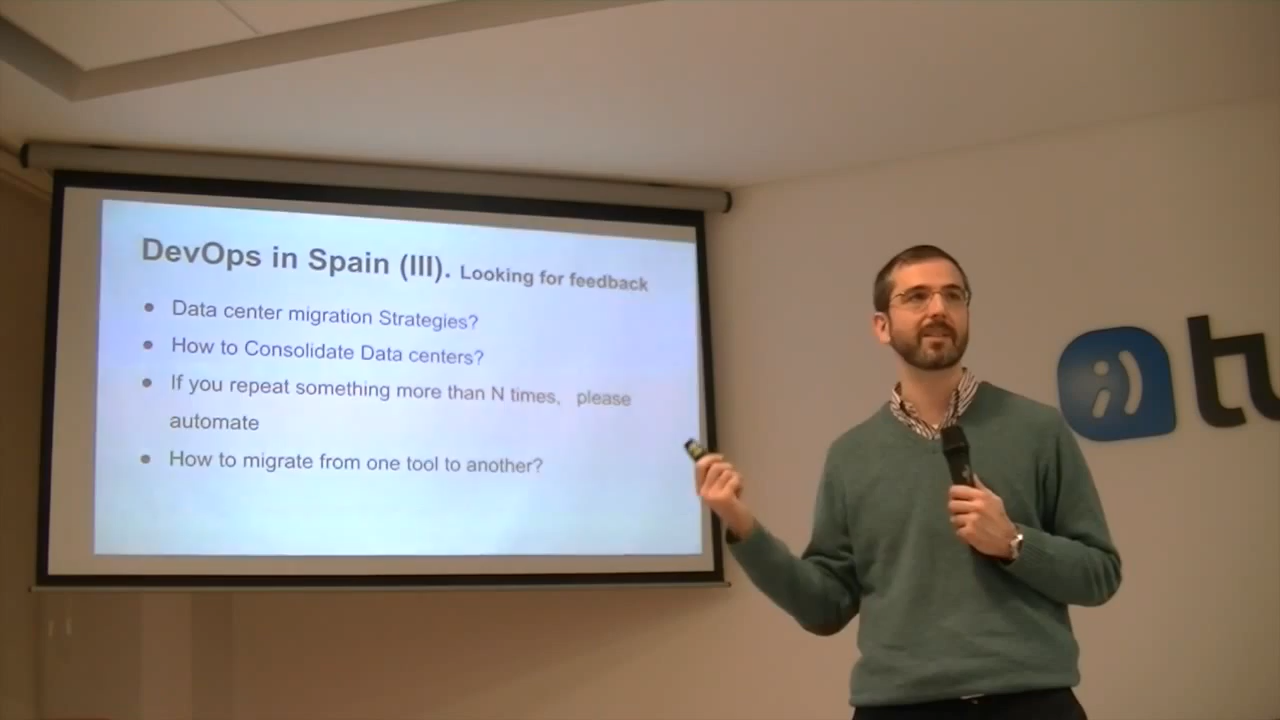 DevOps in Spain (III). Looking for feedback
• Data center migration Strategies?
• How to Consolidate Data centers?
• If you repeat something more than N times、 please
automate
• How to migrate from one tool to another?
tu